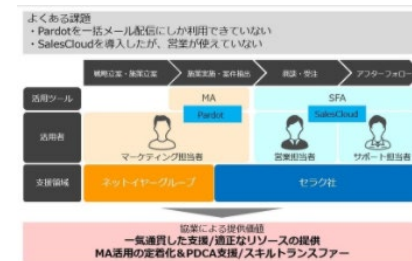 よくある課題
・Pardotを一括メール配信にしか利用できていない
・SalesCloudを導入したが、営業が使えていない
戦略立案・施策立案
施策実施・案件抽出
商談・受注
アフターフォロー
活用ツール
MA
SFA
Pardot
SalesCloud
活用者
マーケティング担当者
営業担当者
サポート担当者
支援領域
ネットイヤーグループ
セラク社
協業による提供価値
一気通貫した支援/適正なリソースの提供
MA活用の定着化&PDCA支援/スキルトランスファー